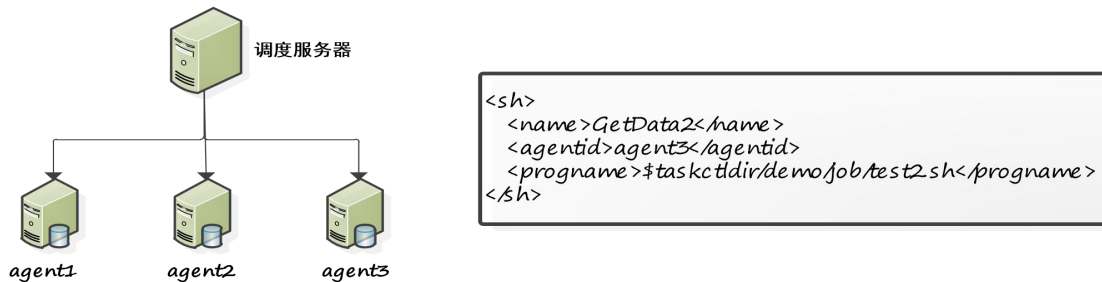 调度服务器
agent1
agent2
agent3
<sh>
<name>GetData2</name>
<agentid>agent3</agentid>
<progname>$taskctldir/demo/job/test2.sh</progname>
</sh>